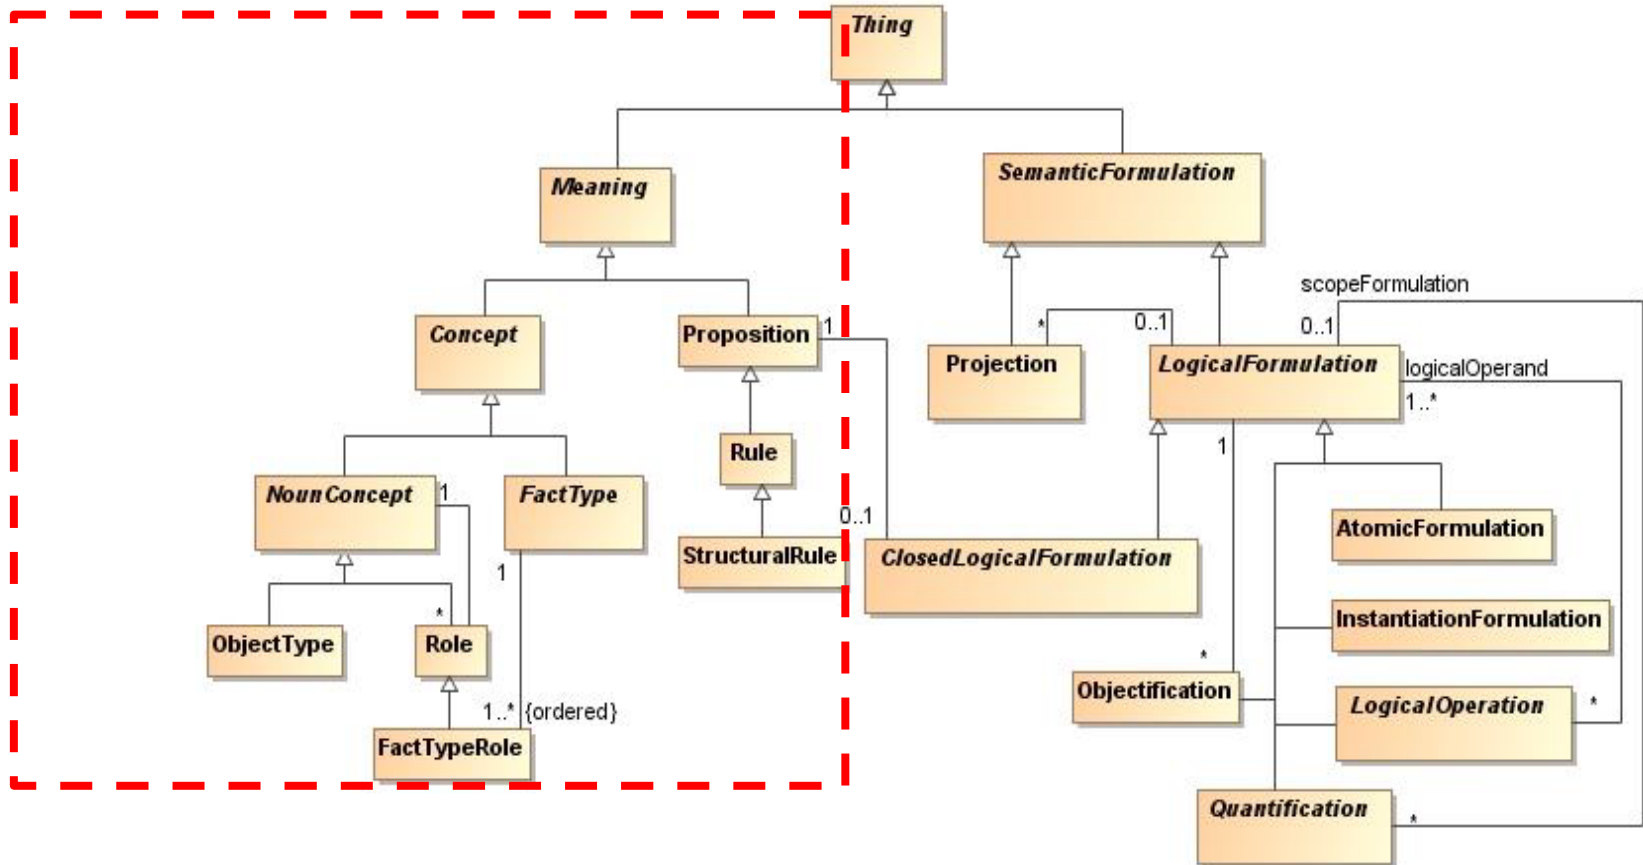 Thing
Meaning
SemanticFormulation
scopeFormulation
Concept
Proposition
1
*
0..1
0..1
Projection
LogicalFormulation
logicalOperand
1..*
1
Rule
NounConcept
1
FactType
0..1
StructuralRule
ClosedLogicalFormulation
AtomicFormulation
1
*
ObjectType
Role
InstantiationFormulation
*
Objectification
LogicalOperation
*
1..* {ordered}
FactTypeRole
Quantification
*